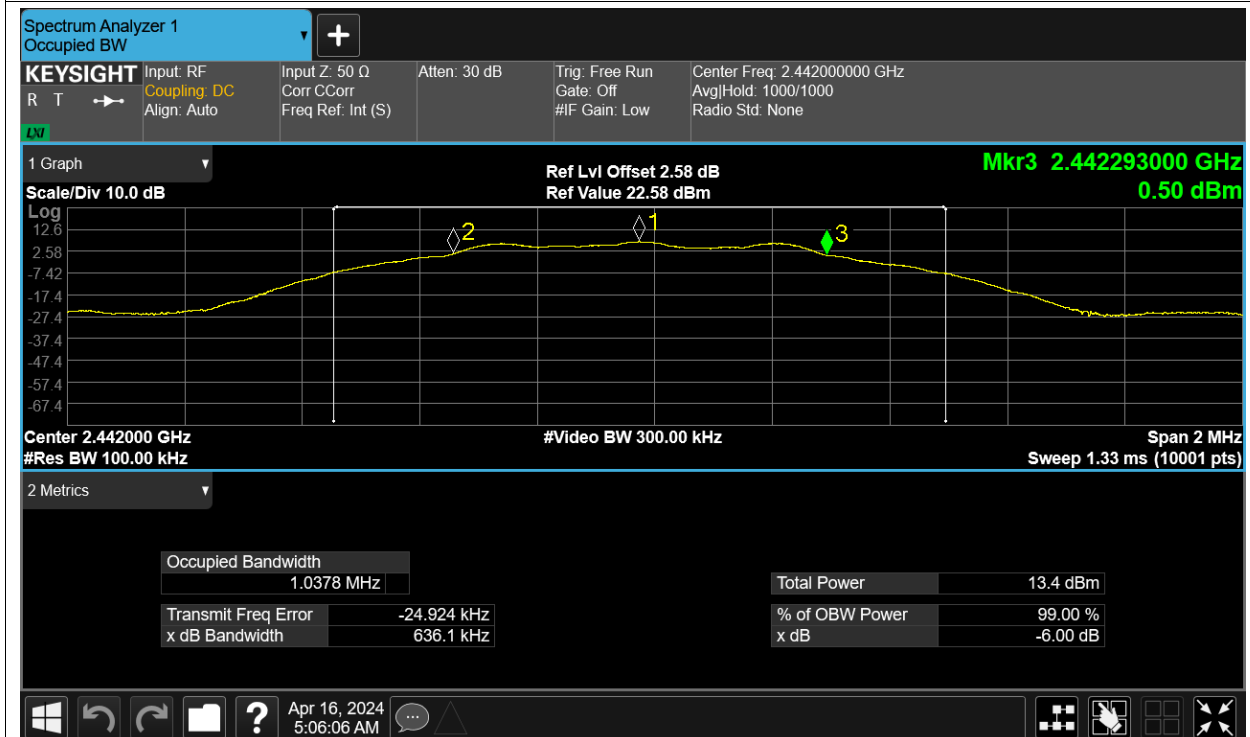 Spectrum Analyzer 1
Occupied BW
KEYSIGHT
R T
LXI
Input: RF
Coupling: DC
Align: Auto
Input Z: 50 Ω
Corr CCorr
Freq Ref: Int (S)
Atten: 30 dB
Trig: Free Run
Gate: Off
#IF Gain: Low
Center Freq: 2.442000000 GHz
Avg|Hold: 1000/1000
Radio Std: None
1 Graph
Scale/Div 10.0 dB
Ref Lvl Offset 2.58 dB
Ref Value 22.58 dBm
Mkr3 2.442293000 GHz
0.50 dBm
Log
12.6
2.58
-7.42
-17.4
-27.4
-37.4
-47.4
-57.4
-67.4
2
1
3
Center 2.442000 GHz
#Res BW 100.00 kHz
#Video BW 300.00 kHz
Span 2 MHz
Sweep 1.33 ms (10001 pts)
2 Metrics
Occupied Bandwidth
1.0378 MHz
Transmit Freq Error -24.924 kHz
x dB Bandwidth 636.1 kHz
Total Power 13.4 dBm
% of OBW Power 99.00 %
x dB -6.00 dB
?
Apr 16, 2024
5:06:06 AM